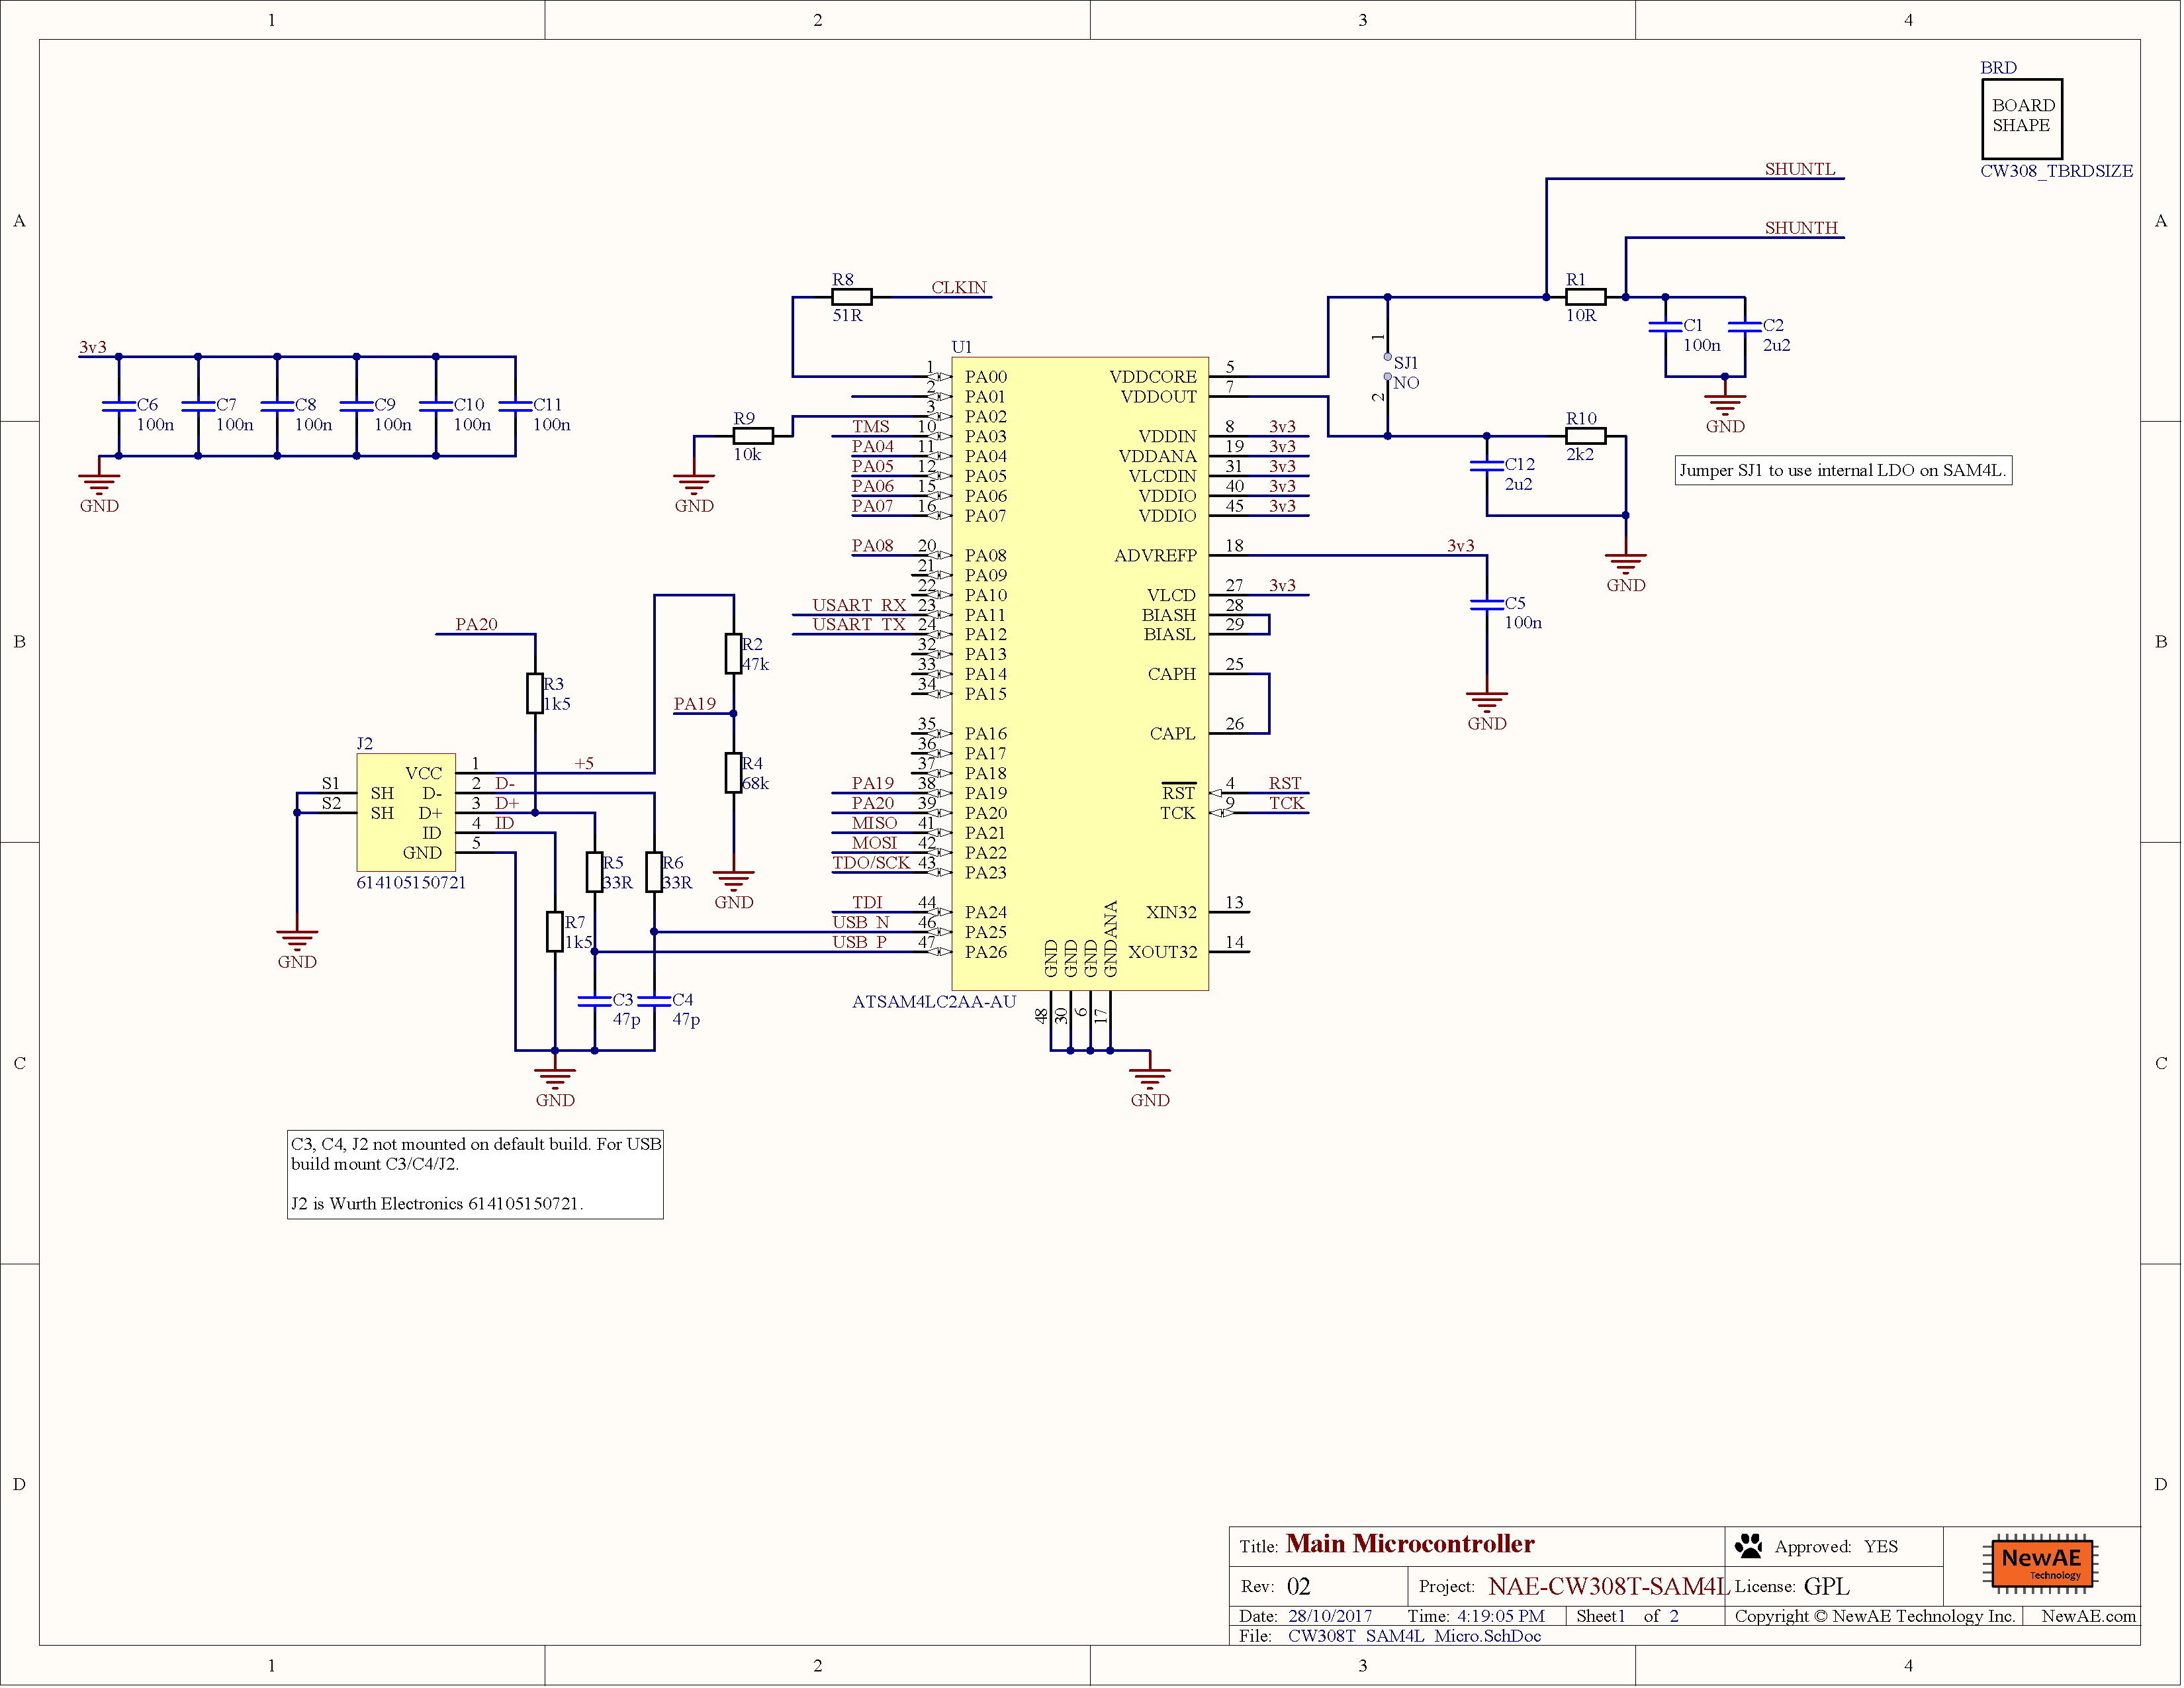 1 2 3 4
BRD
BOARD
SHAPE
CW308_TBRDSIZE
A A
SHUNTL
SHUNTH
R8
51R
CLKIN
R1
10R
C1
100n
C2
2u2
GND
SJ1
NO
1
2
3v3
C6
100n
C7
100n
C8
100n
C9
100n
C10
100n
C11
100n
GND
R9
10k
GND
R10
2k2
C12
2u2
GND
Jumper SJ1 to use internal LDO on SAM4L.
U1
1 PA00
2 PA01
3 PA02
TMS 10 PA03
PA04 11 PA04
PA05 12 PA05
PA06 15 PA06
PA07 16 PA07
PA08 20 PA08
21 PA09
22 PA10
USART_RX 23 PA11
USART_TX 24 PA12
32 PA13
33 PA14
34 PA15
35 PA16
36 PA17
37 PA18
PA19 38 PA19
PA20 39 PA20
MISO 41 PA21
MOSI 42 PA22
TDO/SCK 43 PA23
TDI 44 PA24
USB_N 46 PA25
USB_P 47 PA26
VDDCORE 5
VDDOUT 7
VDDIN 8 3v3
VDDANA 19 3v3
VLCDIN 31 3v3
VDDIO 40 3v3
VDDIO 45 3v3
ADVREFP 18 3v3
VLCD 27 3v3
BIASH 28
BIASL 29
CAPH 25
CAPL 26
RST 4 RST
TCK 9 TCK
XIN32 13
XOUT32 14
GND GND GND GNDANA
48 30 6 17
GND
ATSAM4LC2AA-AU
C5
100n
GND
B B
PA20
R3
1k5
R2
47k
PA19
R4
68k
GND
J2
VCC 1 +5
S1 SH D- 2 D-
S2 SH D+ 3 D+
ID 4 ID
GND 5
614105150721
GND
R5
33R
R6
33R
R7
1k5
C3
47p
C4
47p
GND
C C
C3, C4, J2 not mounted on default build. For USB
build mount C3/C4/J2.
J2 is Wurth Electronics 614105150721.
D D
Title: Main Microcontroller
Approved: YES
NewAE
Technology
Rev: 02
Project: NAE-CW308T-SAM4L
License: GPL
Date: 28/10/2017 Time: 4:19:05 PM Sheet1 of 2
Copyright © NewAE Technology Inc. NewAE.com
File: CW308T_SAM4L_Micro.SchDoc
1 2 3 4